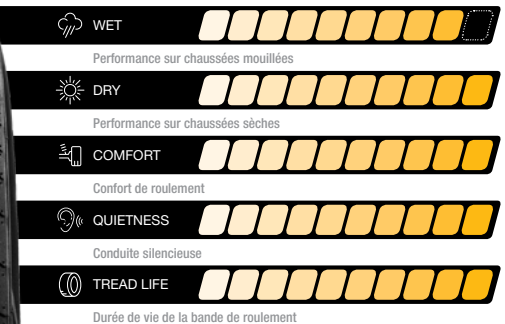 WET
Performance sur chaussées mouillées
DRY
Performance sur chaussées sèches
COMFORT
Confort de roulement
QUIETNESS
Conduite silencieuse
TREAD LIFE
Durée de vie de la bande de roulement